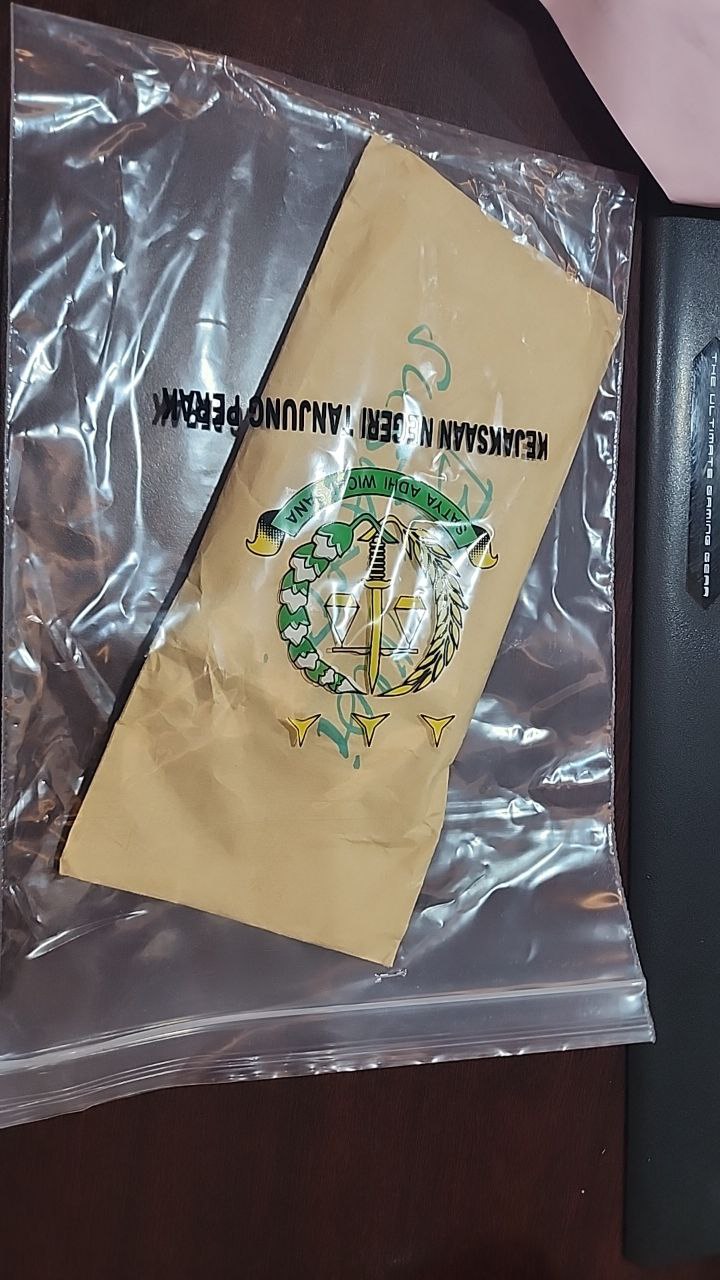 KEJAKSAAN NEGERI TANJUNG PERAK
SATYA ADHI WICAKSANA
THE ULTIMATE GAMING GEAR